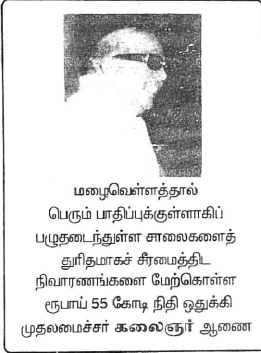 மழைவெள்ளத்தால்
பெரும் பாதிப்புக்குள்ளாகிப்
பழுதடைந்துள்ள சாலைகளைத்
துரிதமாகச் சீரமைத்திட
நிவாரணங்களை மேற்கொள்ள
ரூபாய் 55 கோடி நிதி ஒதுக்கி
முதலமைச்சர் கலைஞர் ஆணை